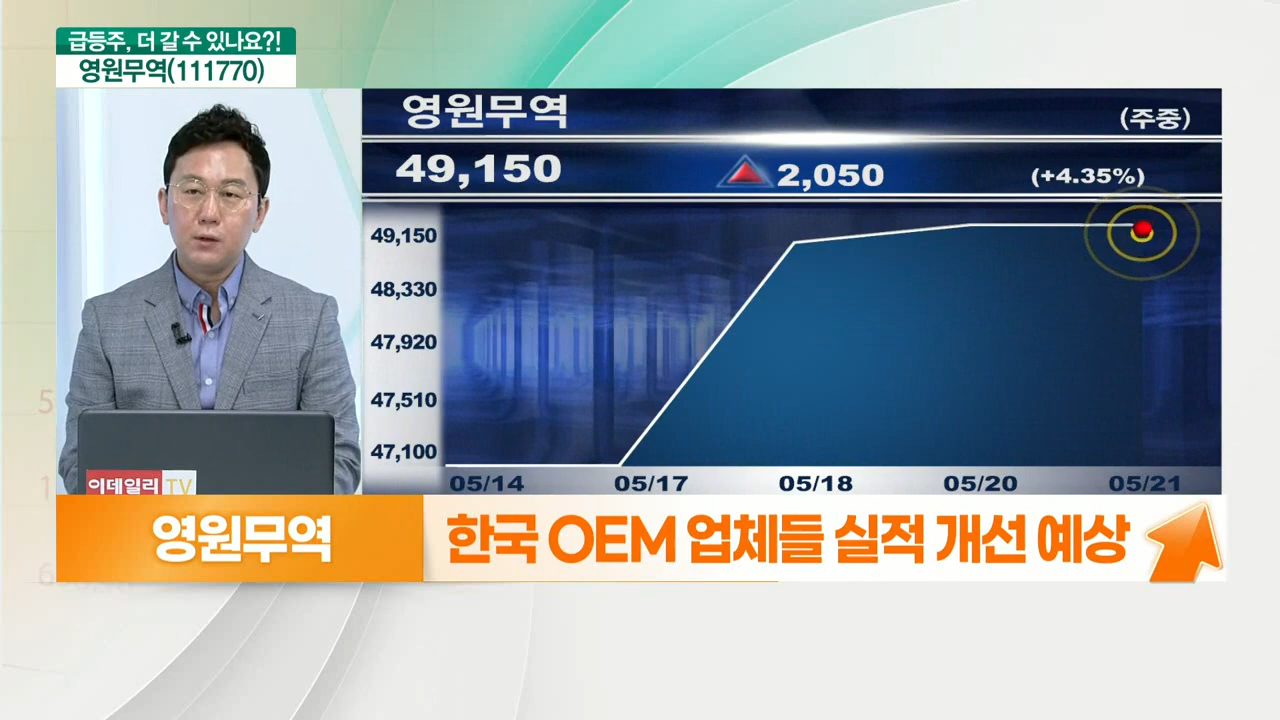 급등주, 더 갈 수 있나요?!
영원무역(111770)
영원무역 (주중)
49,150 2,050 (+4.35%)
49,150
48,330
47,920
47,510
47,100
05/14 05/17 05/18 05/20 05/21
이데일리 TV
영원무역
한국 OEM 업체들 실적 개선 예상